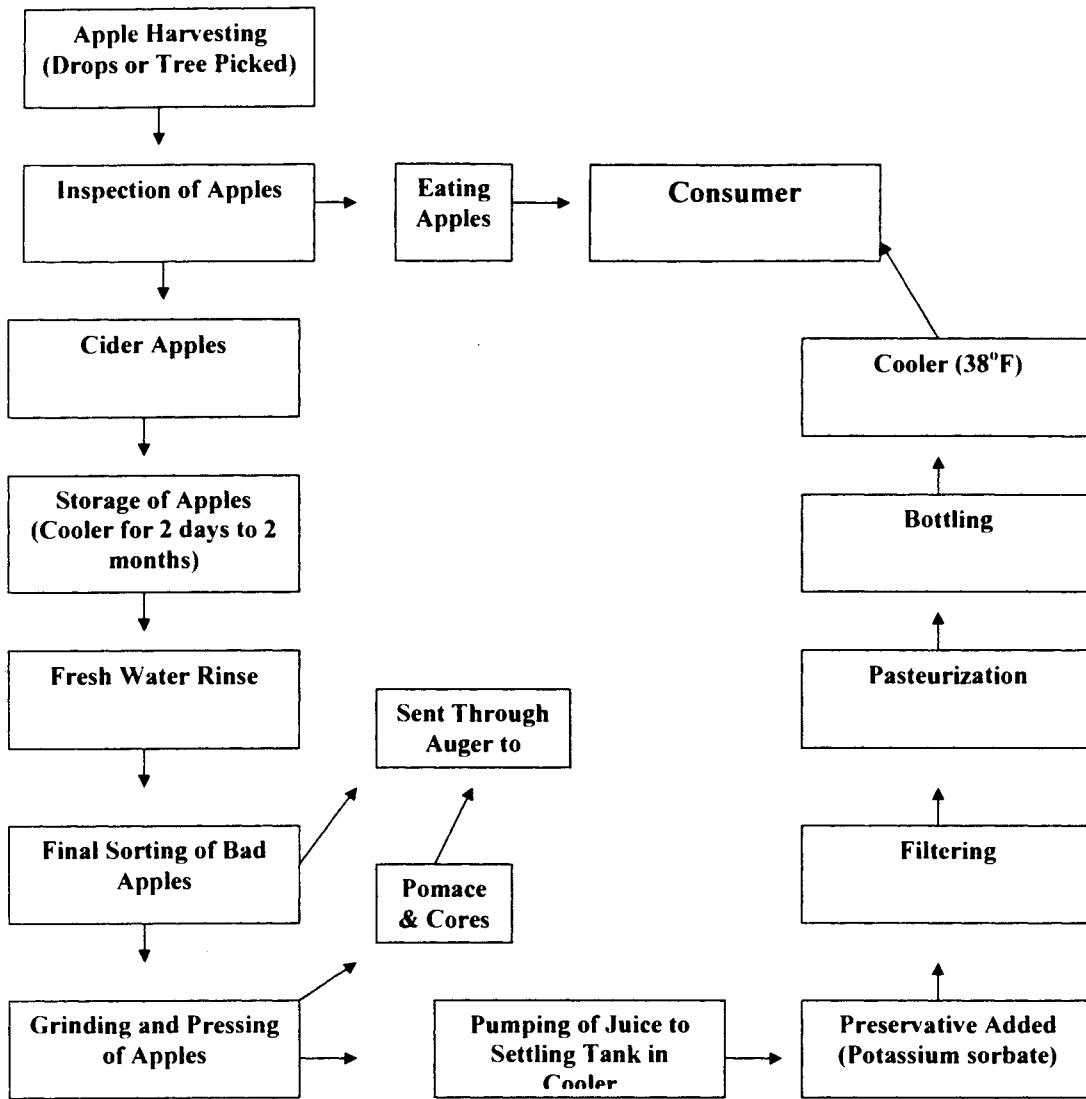 Apple Harvesting
(Drops or Tree Picked)
Inspection of Apples
Eating
Apples
Consumer
Cider Apples
Cooler (38°F)
Storage of Apples
(Cooler for 2 days to 2
months)
Bottling
Fresh Water Rinse
Sent Through
Auger to
Pasteurization
Final Sorting of Bad
Apples
Pomace
& Cores
Filtering
Grinding and Pressing
of Apples
Pumping of Juice to
Settling Tank in
Cooler
Preservative Added
(Potassium sorbate)